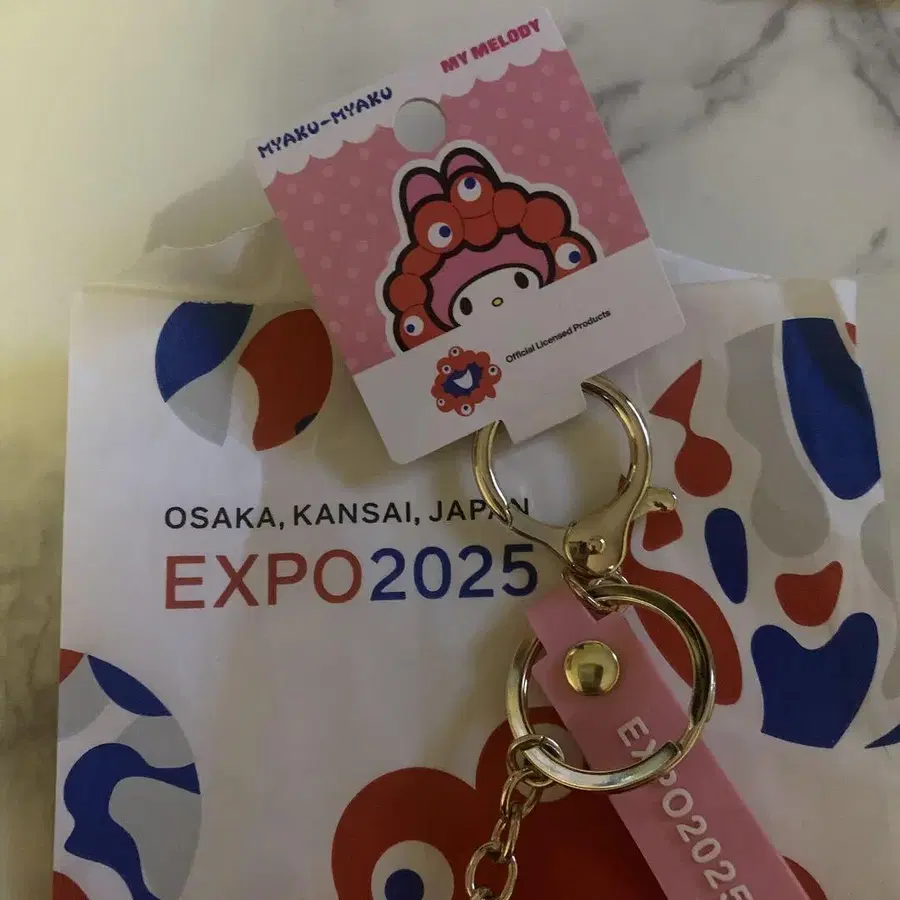 MYAKU-MYAKU
MY MELODY
Official Licensed Products
OSAKA, KANSAI, JAPAN
EXPO2025
EXPO2025